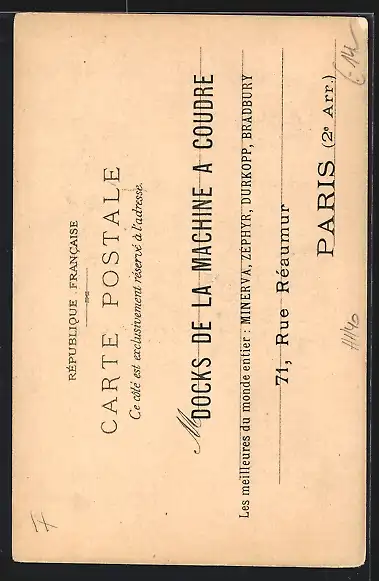 RÉPUBLIQUE FRANÇAISE
CARTE POSTALE
Ce côté est exclusivement réservé à l'adresse.
M DOCKS DE LA MACHINE A COUDRE
Les meilleures du monde entier : MINERVA, ZÉPHYR, DURKOPP, BRADBURY
71, Rue Réaumur
PARIS (2e Arr.)